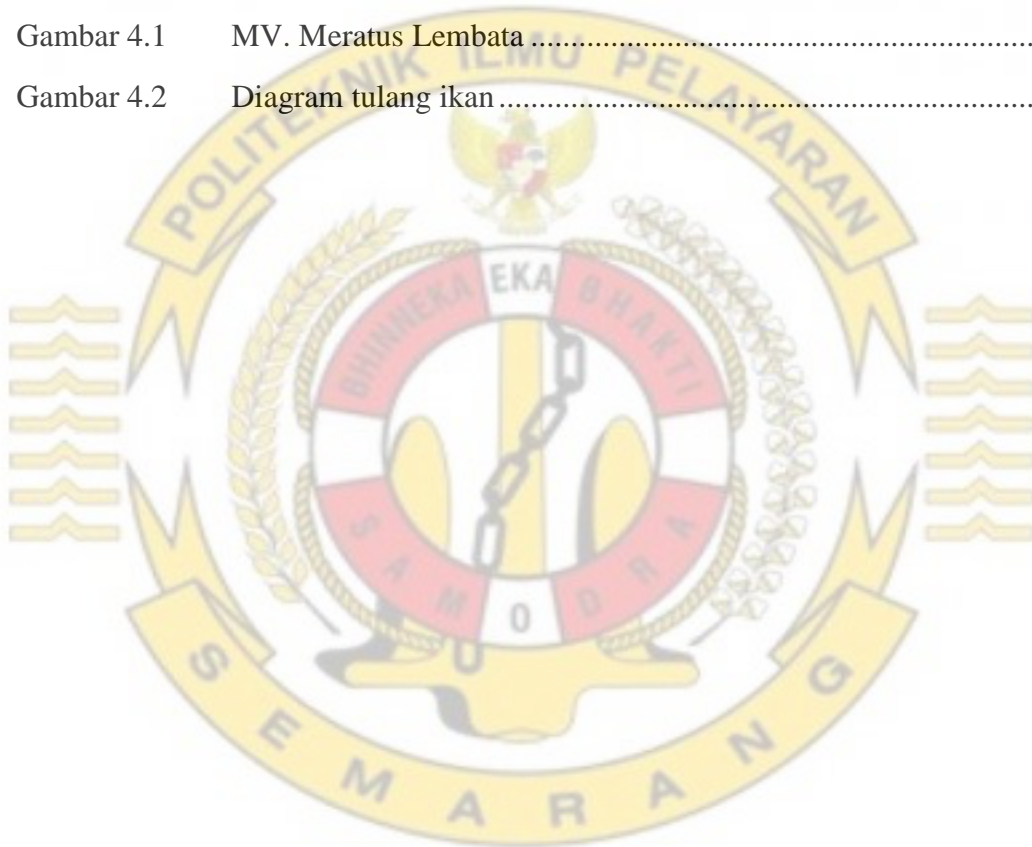 Gambar 4.1 MV. Meratus Lembata ........................................................................
Gambar 4.2 Diagram tulang ikan ............................................................................
POLITEKNIK ILMU PELAYARAN
BHINNEKA EKA BHAKTI
SAMODRA
SEMARANG